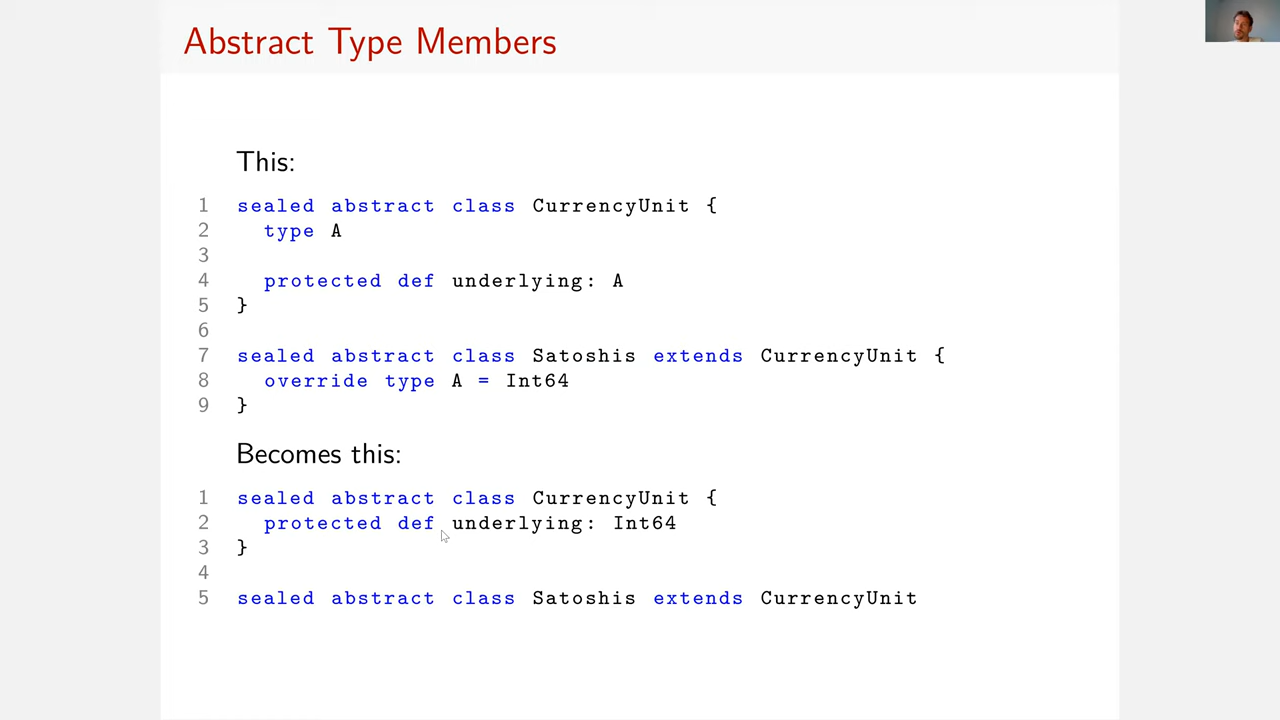 Abstract Type Members
This:
1 sealed abstract class CurrencyUnit {
2   type A
3
4   protected def underlying: A
5 }
6
7 sealed abstract class Satoshis extends CurrencyUnit {
8   override type A = Int64
9 }
Becomes this:
1 sealed abstract class CurrencyUnit {
2   protected def underlying: Int64
3 }
4
5 sealed abstract class Satoshis extends CurrencyUnit